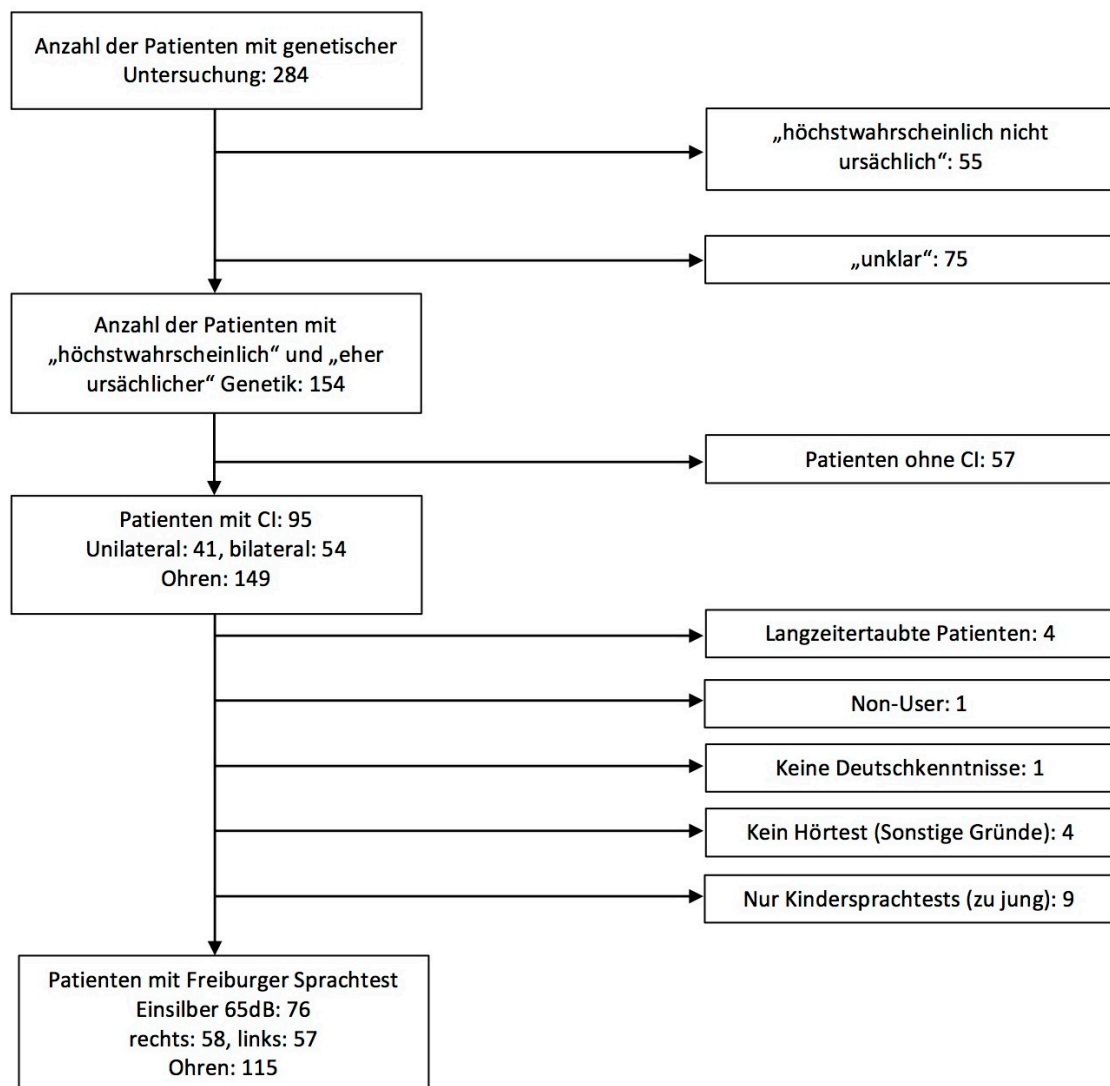 Anzahl der Patienten mit genetischer
Untersuchung: 284
„höchstwahrscheinlich nicht
ursächlich“: 55
„unklar“: 75
Anzahl der Patienten mit
„höchstwahrscheinlich“ und „eher
ursächlicher“ Genetik: 154
Patienten ohne CI: 57
Patienten mit CI: 95
Unilateral: 41, bilateral: 54
Ohren: 149
Langzeitertaubte Patienten: 4
Non-User: 1
Keine Deutschkenntnisse: 1
Kein Hörtest (Sonstige Gründe): 4
Nur Kindersprachtests (zu jung): 9
Patienten mit Freiburger Sprachtest
Einsilber 65dB: 76
rechts: 58, links: 57
Ohren: 115